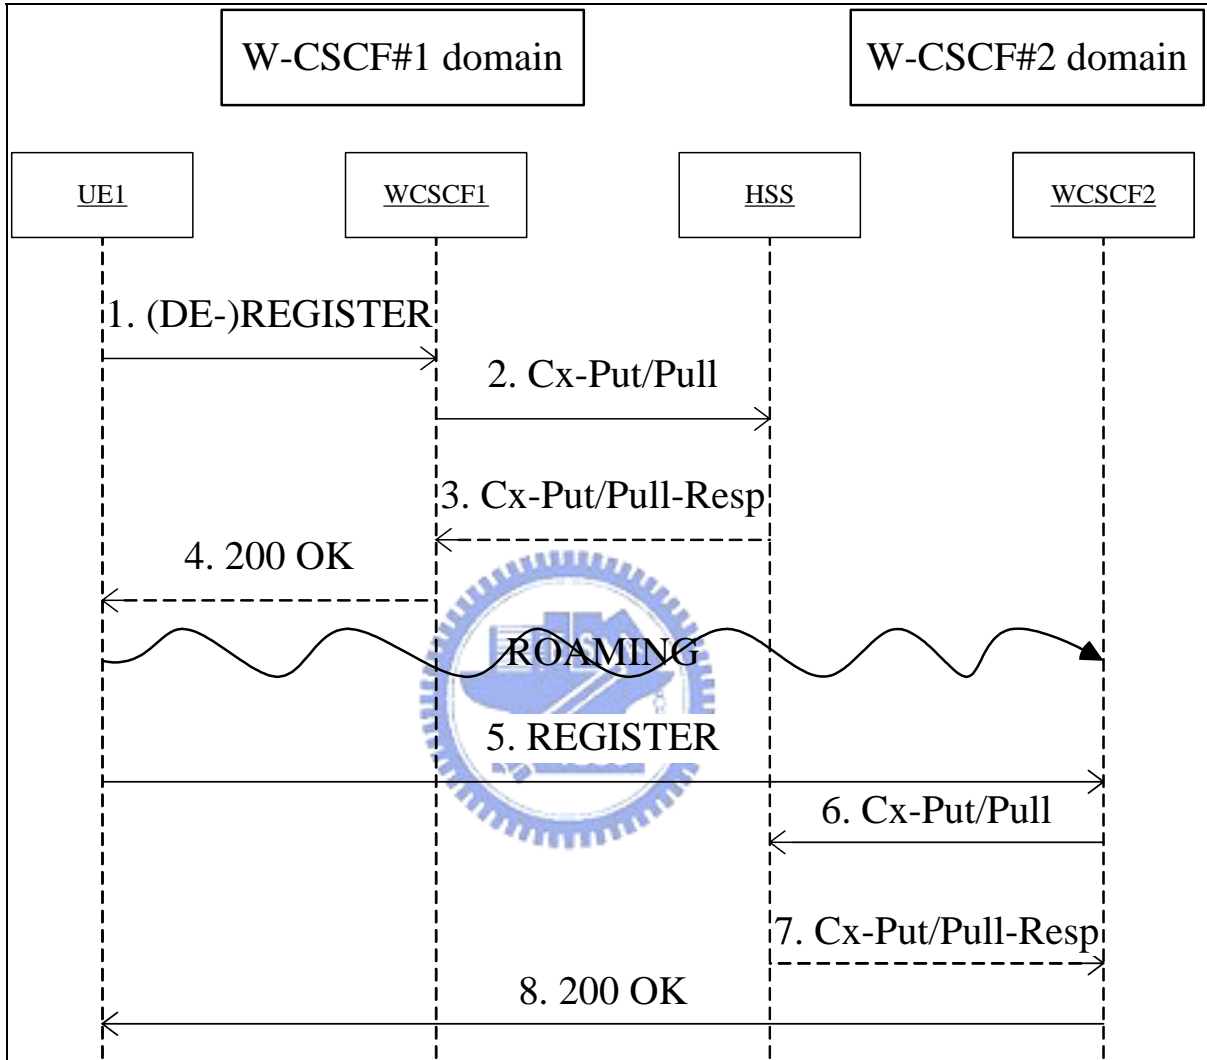 W-CSCF#1 domain
W-CSCF#2 domain
UE1
WCSCF1
HSS
WCSCF2
1. (DE-)REGISTER
2. Cx-Put/Pull
3. Cx-Put/Pull-Resp
4. 200 OK
ROAMING
5. REGISTER
6. Cx-Put/Pull
7. Cx-Put/Pull-Resp
8. 200 OK